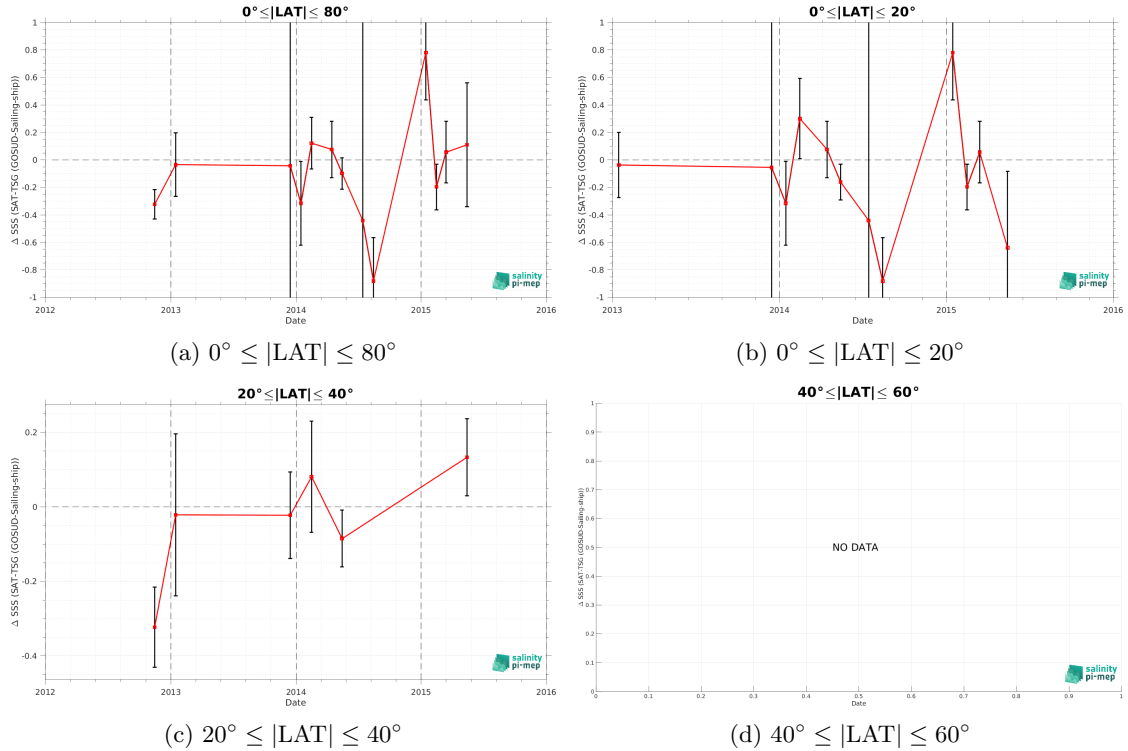 0°≤|LAT|≤ 80°
Δ SSS (SAT-TSG (GOSUD-Sailing-ship))
1
0.8
0.6
0.4
0.2
0
-0.2
-0.4
-0.6
-0.8
-1
2012 2013 2014 2015 2016
Date
salinity
pi-mep
(a) 0° ≤ |LAT| ≤ 80°
0°≤|LAT|≤ 20°
Δ SSS (SAT-TSG (GOSUD-Sailing-ship))
1
0.8
0.6
0.4
0.2
0
-0.2
-0.4
-0.6
-0.8
-1
2013 2014 2015 2016
Date
salinity
pi-mep
(b) 0° ≤ |LAT| ≤ 20°
20°≤|LAT|≤ 40°
Δ SSS (SAT-TSG (GOSUD-Sailing-ship))
0.2
0
-0.2
-0.4
2012 2013 2014 2015 2016
Date
salinity
pi-mep
(c) 20° ≤ |LAT| ≤ 40°
40°≤|LAT|≤ 60°
Δ SSS (SAT-TSG (GOSUD-Sailing-ship))
1
0.9
0.8
0.7
0.6
0.5
0.4
0.3
0.2
0.1
0
NO DATA
0 0.1 0.2 0.3 0.4 0.5 0.6 0.7 0.8 0.9 1
Date
salinity
pi-mep
(d) 40° ≤ |LAT| ≤ 60°